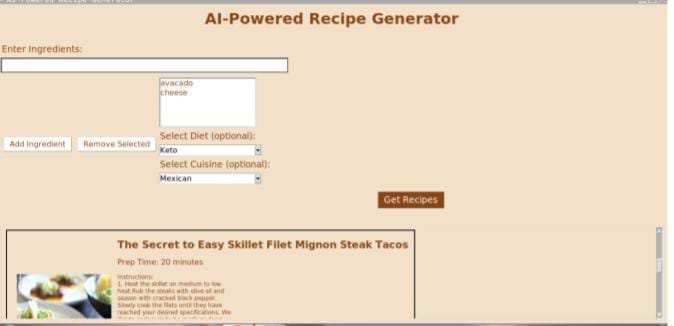 AI-Powered Recipe Generator
AI-Powered Recipe Generator
Enter Ingredients:
avacado
cheese
Add Ingredient
Remove Selected
Select Diet (optional):
Keto
Select Cuisine (optional):
Mexican
Get Recipes
The Secret to Easy Skillet Filet Mignon Steak Tacos
Prep Time: 20 minutes
Instructions:
1. Heat the skillet on medium to low
heat.Rub the steaks with olive oil and
season with cracked black pepper.
Slowly cook the filets until they have
reached your desired specifications. We